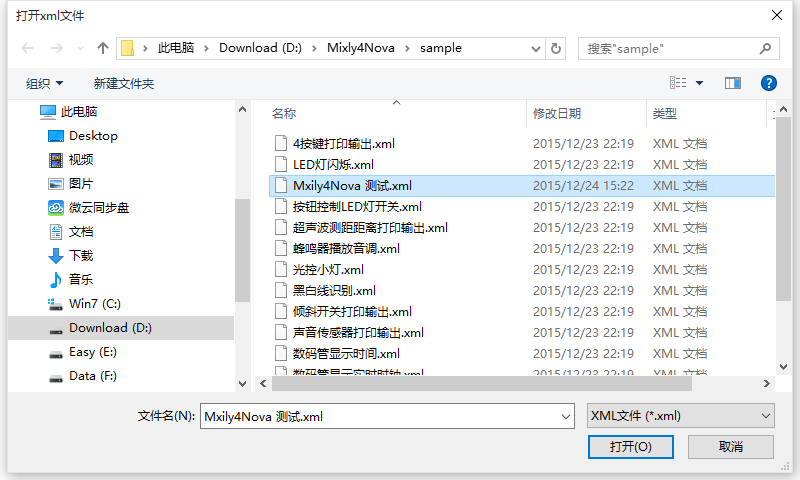 打开xml文件
此电脑 > Download (D:) > Mixly4Nova > sample
搜索"sample"
组织 新建文件夹
此电脑
Desktop
视频
图片
微云同步盘
文档
下载
音乐
Win7 (C:)
Download (D:)
Easy (E:)
Data (F:)
名称 修改日期 类型
4按键打印输出.xml 2015/12/23 22:19 XML 文档
LED灯闪烁.xml 2015/12/23 22:19 XML 文档
Mxily4Nova 测试.xml 2015/12/24 15:22 XML 文档
按钮控制LED灯开关.xml 2015/12/23 22:19 XML 文档
超声波测距距离打印输出.xml 2015/12/23 22:19 XML 文档
蜂鸣器播放音调.xml 2015/12/23 22:19 XML 文档
光控小灯.xml 2015/12/23 22:19 XML 文档
黑白线识别.xml 2015/12/23 22:19 XML 文档
倾斜开关打印输出.xml 2015/12/23 22:19 XML 文档
声音传感器打印输出.xml 2015/12/23 22:19 XML 文档
数码管显示时间.xml 2015/12/23 22:19 XML 文档
数码管显示实时时钟.xml 2015/12/23 22:19 XML 文档
文件名(N): Mxily4Nova 测试.xml XML文件 (*.xml)
打开(O) 取消